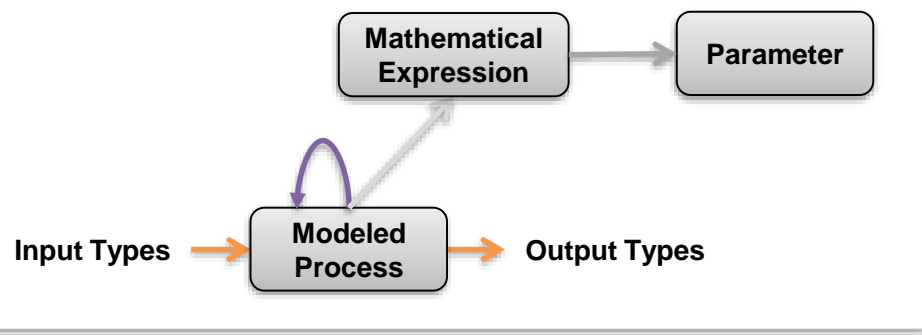 Mathematical
Expression
Parameter
Modeled
Process
Input Types
Output Types